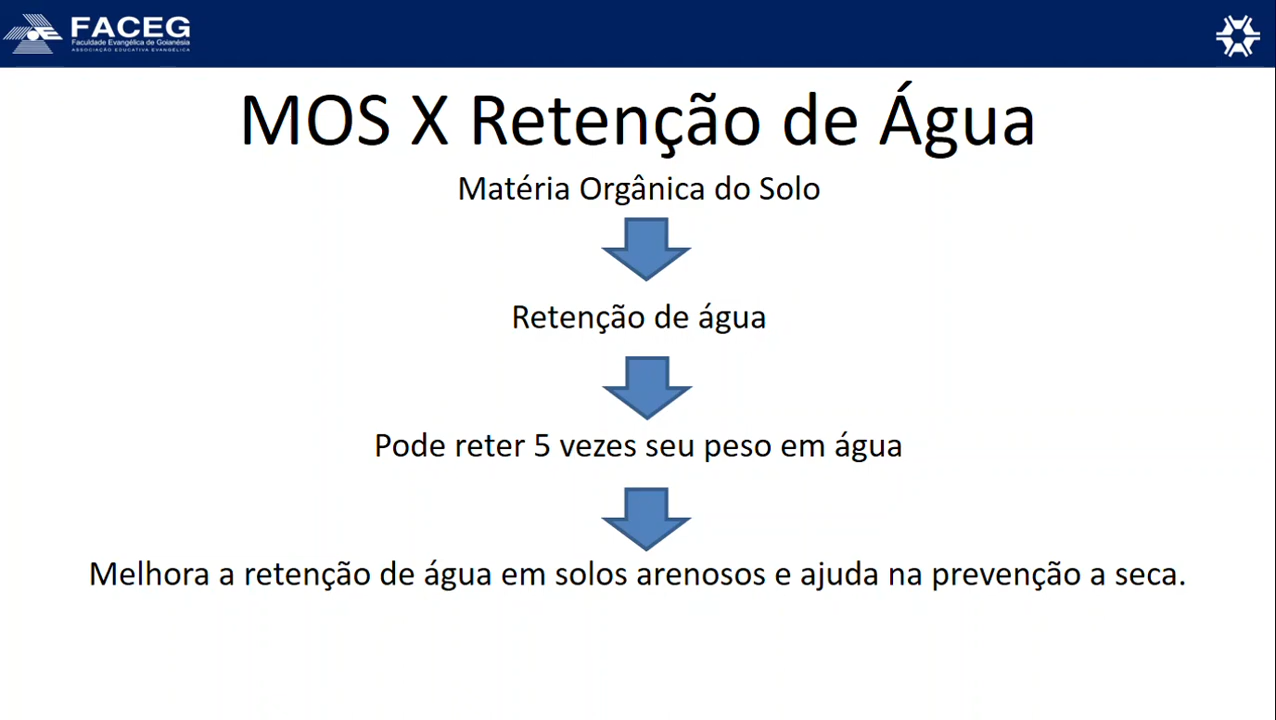 FACEG
Faculdade Evangélica de Goianésia
ASSOCIAÇÃO EDUCATIVA EVANGÉLICA
MOS X Retenção de Água
Matéria Orgânica do Solo
Retenção de água
Pode reter 5 vezes seu peso em água
Melhora a retenção de água em solos arenosos e ajuda na prevenção a seca.